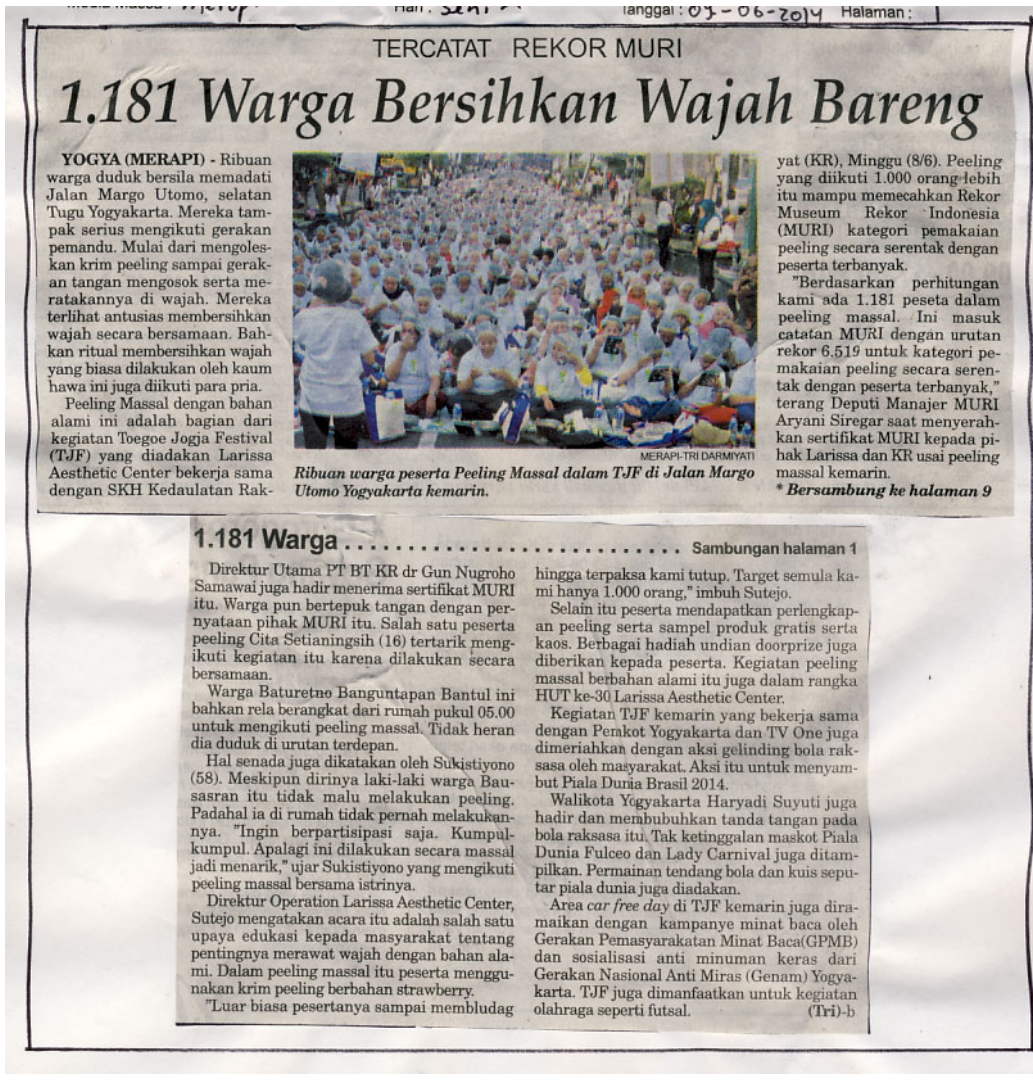 Hari : Seni
Tanggal : 09-06-2014 Halaman : 1
TERCATAT REKOR MURI
1.181 Warga Bersihkan Wajah Bareng
YOGYA (MERAPI) - Ribuan
warga duduk bersila memadati
Jalan Margo Utomo, selatan
Tugu Yogyakarta. Mereka tam-
pak serius mengikuti gerakan
pemandu. Mulai dari mengoles-
kan krim peeling sampai gerak-
an tangan mengosok serta me-
ratakannya di wajah. Mereka
terlihat antusias membersihkan
wajah secara bersamaan. Bah-
kan ritual membersihkan wajah
yang biasa dilakukan oleh kaum
hawa ini juga diikuti para pria.
Peeling Massal dengan bahan
alami ini adalah bagian dari
kegiatan Toegoe Jogja Festival
(TJF) yang diadakan Larissa
Aesthetic Center bekerja sama
dengan SKH Kedaulatan Rak-
MERAPI-TRI DARMIYATI
Ribuan warga peserta Peeling Massal dalam TJF di Jalan Margo
Utomo Yogyakarta kemarin.
yat (KR), Minggu (8/6). Peeling
yang diikuti 1.000 orang lebih
itu mampu memecahkan Rekor
Museum Rekor Indonesia
(MURI) kategori pemakaian
peeling secara serentak dengan
peserta terbanyak.
"Berdasarkan perhitungan
kami ada 1.181 peseta dalam
peeling massal. Ini masuk
catatan MURI dengan urutan
rekor 6.519 untuk kategori pe-
makaian peeling secara seren-
tak dengan peserta terbanyak,"
terang Deputi Manajer MURI
Aryani Siregar saat menyerah-
kan sertifikat MURI kepada pi-
hak Larissa dan KR usai peeling
massal kemarin.
* Bersambung ke halaman 9
1.181 Warga . . . . . . . . . . . . . . . . . . . . . . . . . . Sambungan halaman 1
Direktur Utama PT BT KR dr Gun Nugroho
Samawai juga hadir menerima sertifikat MURI
itu. Warga pun bertepuk tangan dengan per-
nyataan pihak MURI itu. Salah satu peserta
peeling Cita Setianingsih (16) tertarik meng-
ikuti kegiatan itu karena dilakukan secara
bersamaan.
Warga Baturetno Banguntapan Bantul ini
bahkan rela berangkat dari rumah pukul 05.00
untuk mengikuti peeling massal. Tidak heran
dia duduk di urutan terdepan.
Hal senada juga dikatakan oleh Sukistiyono
(58). Meskipun dirinya laki-laki warga Bau-
sasran itu tidak malu melakukan peeling.
Padahal ia di rumah tidak pernah melakukan-
nya. "Ingin berpartisipasi saja. Kumpul-
kumpul. Apalagi ini dilakukan secara massal
jadi menarik," ujar Sukistiyono yang mengikuti
peeling massal bersama istrinya.
Direktur Operation Larissa Aesthetic Center,
Sutejo mengatakan acara itu adalah salah satu
upaya edukasi kepada masyarakat tentang
pentingnya merawat wajah dengan bahan ala-
mi. Dalam peeling massal itu peserta menggu-
nakan krim peeling berbahan strawberry.
"Luar biasa pesertanya sampai membludag
hingga terpaksa kami tutup. Target semula ka-
mi hanya 1.000 orang," imbuh Sutejo.
Selain itu peserta mendapatkan perlengkap-
an peeling serta sampel produk gratis serta
kaos. Berbagai hadiah undian doorprize juga
diberikan kepada peserta. Kegiatan peeling
massal berbahan alami itu juga dalam rangka
HUT ke-30 Larissa Aesthetic Center.
Kegiatan TJF kemarin yang bekerja sama
dengan Pemkot Yogyakarta dan TV One juga
dimeriahkan dengan aksi gelinding bola rak-
sasa oleh masyarakat. Aksi itu untuk menyam-
but Piala Dunia Brasil 2014.
Walikota Yogyakarta Haryadi Suyuti juga
hadir dan membubuhkan tanda tangan pada
bola raksasa itu. Tak ketinggalan maskot Piala
Dunia Fulceo dan Lady Carnival juga ditam-
pilkan. Permainan tendang bola dan kuis sepu-
tar piala dunia juga diadakan.
Area car free day di TJF kemarin juga dira-
maikan dengan kampanye minat baca oleh
Gerakan Pemasyarakatan Minat Baca(GPMB)
dan sosialisasi anti minuman keras dari
Gerakan Nasional Anti Miras (Genam) Yogya-
karta. TJF juga dimanfaatkan untuk kegiatan
olahraga seperti futsal. (Tri)-b